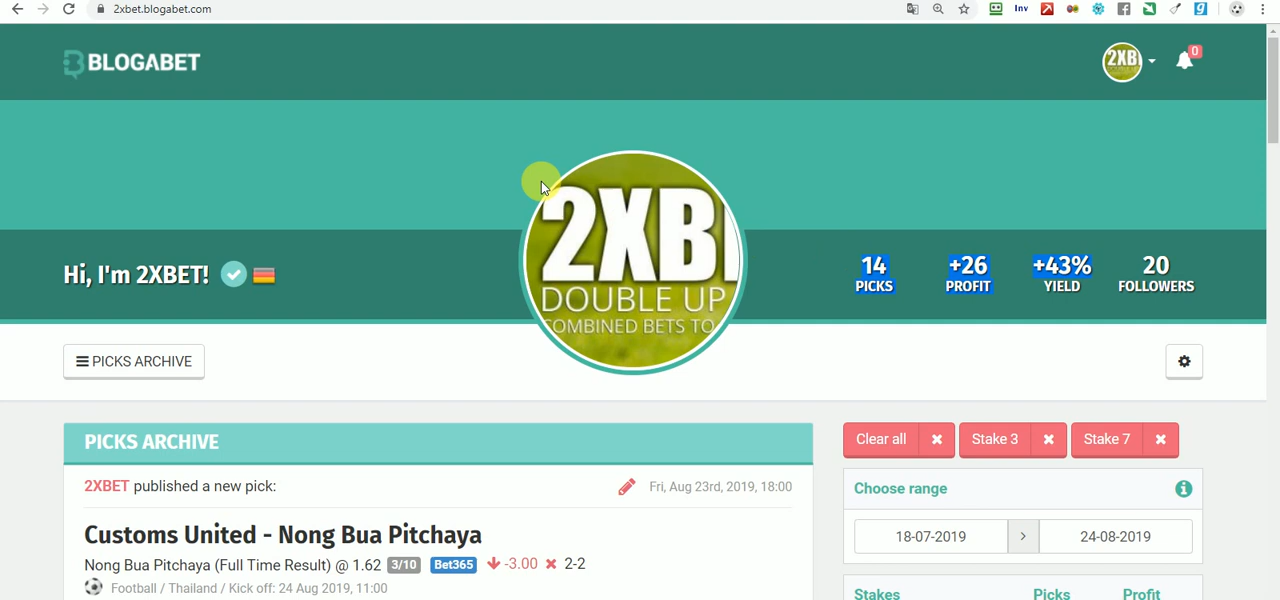 2xbet.blogabet.com
Inv
BLOGABET
2XBI
0
2XB
DOUBLE UP
COMBINED BETS TO
Hi, I'm 2XBET!
14 +26 +43% 20
PICKS PROFIT YIELD FOLLOWERS
PICKS ARCHIVE
PICKS ARCHIVE
Clear all Stake 3 Stake 7
2XBET published a new pick: Fri, Aug 23rd, 2019, 18:00
Choose range
Customs United - Nong Bua Pitchaya
18-07-2019 > 24-08-2019
Nong Bua Pitchaya (Full Time Result) @ 1.62 3/10 Bet365 -3.00 2-2
Football / Thailand / Kick off: 24 Aug 2019, 11:00
Stakes Picks Profit